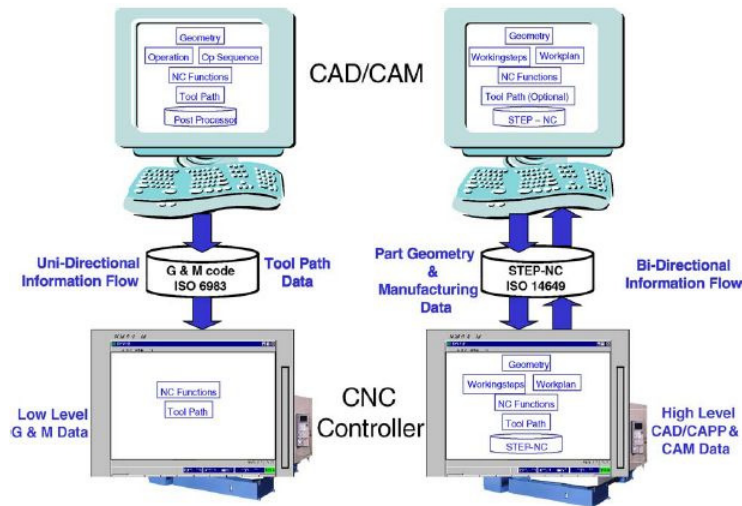 Geometry
Operation Op Sequence
NC Functions
Tool Path
Post Processor
CAD/CAM
Geometry
Workingsteps Workplan
NC Functions
Tool Path (Optional)
STEP – NC
Uni-Directional
Information Flow
G & M code
ISO 6983
Tool Path
Data
Part Geometry
&
Manufacturing
Data
STEP-NC
ISO 14649
Bi-Directional
Information Flow
Low Level
G & M Data
NC Functions
Tool Path
CNC
Controller
Geometry
Workingsteps Workplan
NC Functions
Tool Path
STEP-NC
High Level
CAD/CAPP &
CAM Data